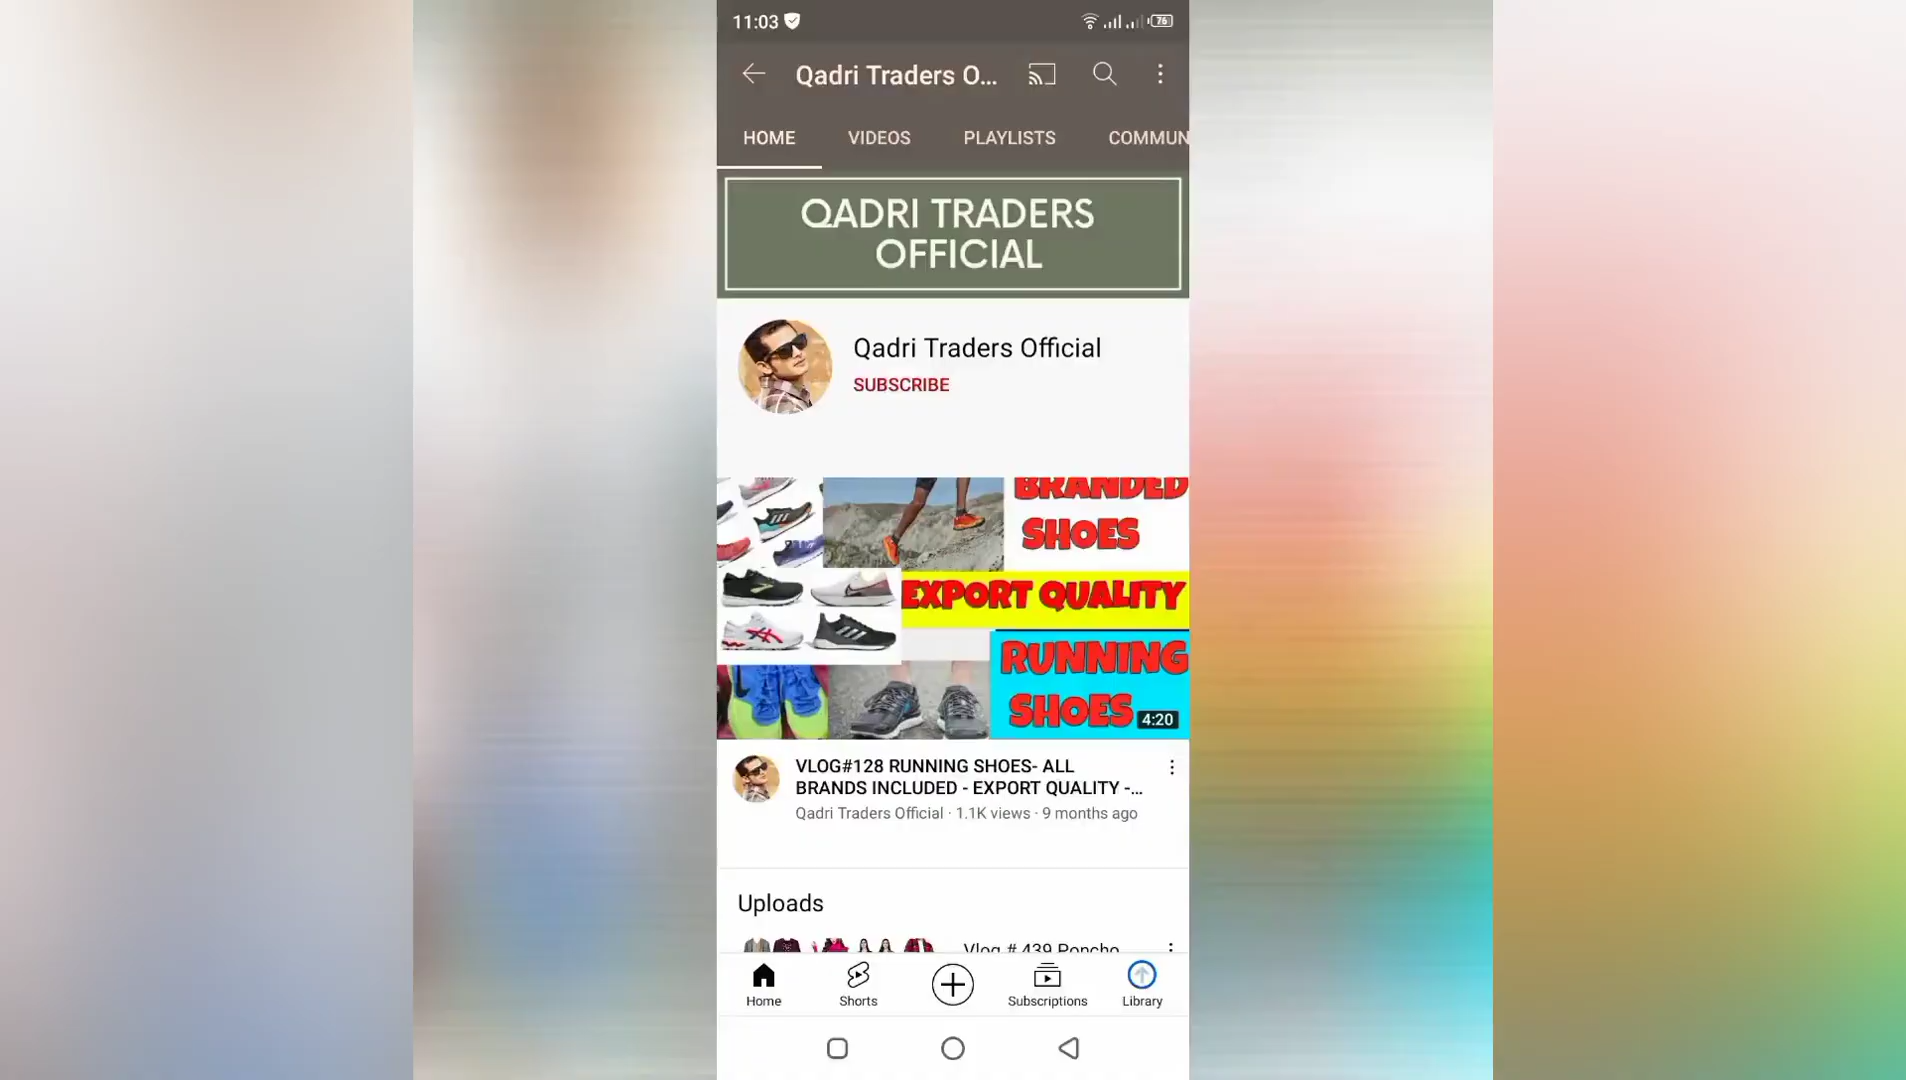 11:03
76
Qadri Traders O...
HOME VIDEOS PLAYLISTS COMMUN
QADRI TRADERS
OFFICIAL
Qadri Traders Official
SUBSCRIBE
BRANDED
SHOES
EXPORT QUALITY
RUNNING
SHOES
4:20
VLOG#128 RUNNING SHOES- ALL
BRANDS INCLUDED - EXPORT QUALITY -...
Qadri Traders Official · 1.1K views · 9 months ago
Uploads
Vlog # 439 Poncho
Home Shorts Subscriptions Library